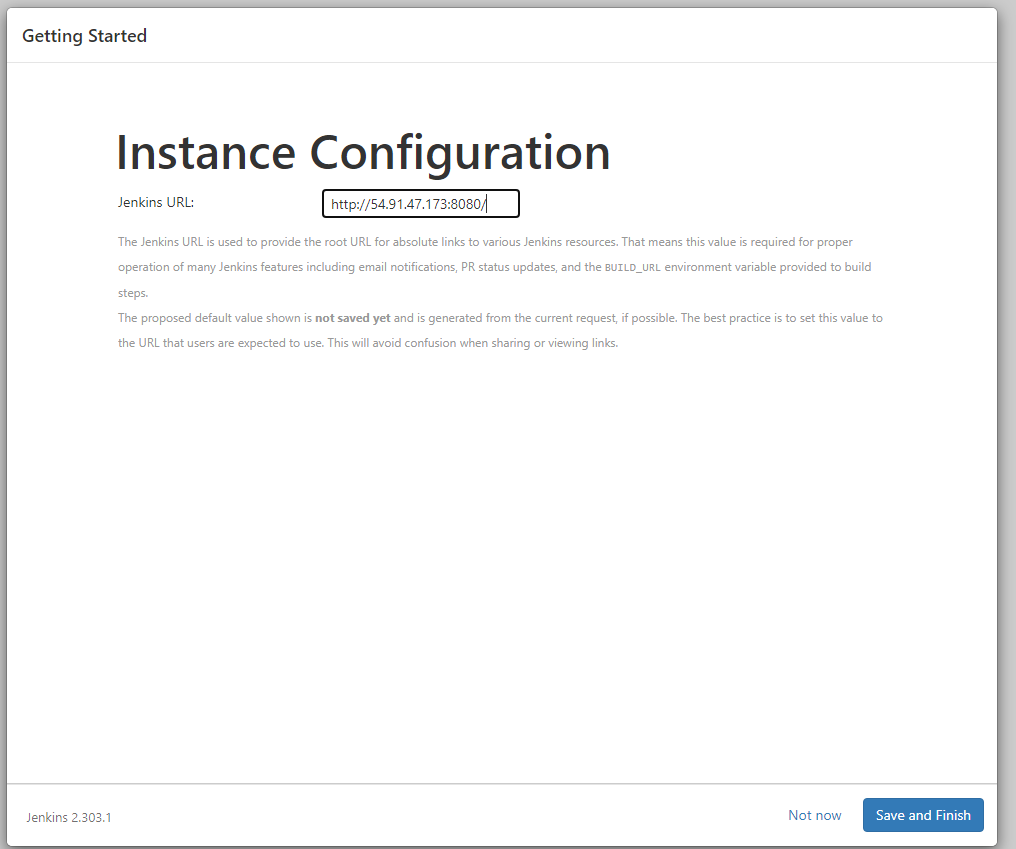 Getting Started
Instance Configuration
Jenkins URL:
http://54.91.47.173:8080/
The Jenkins URL is used to provide the root URL for absolute links to various Jenkins resources. That means this value is required for proper
operation of many Jenkins features including email notifications, PR status updates, and the BUILD_URL environment variable provided to build
steps.
The proposed default value shown is not saved yet and is generated from the current request, if possible. The best practice is to set this value to
the URL that users are expected to use. This will avoid confusion when sharing or viewing links.
Jenkins 2.303.1
Not now
Save and Finish